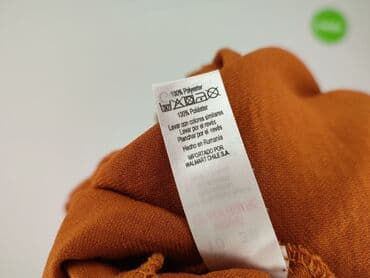 100% Polyester
100% Poliéster
Lavar con colores similares
Lavar por el revés
Planchar por el revés
Hecho en Rumania
IMPORTADO POR
WALMART CHILE S.A.